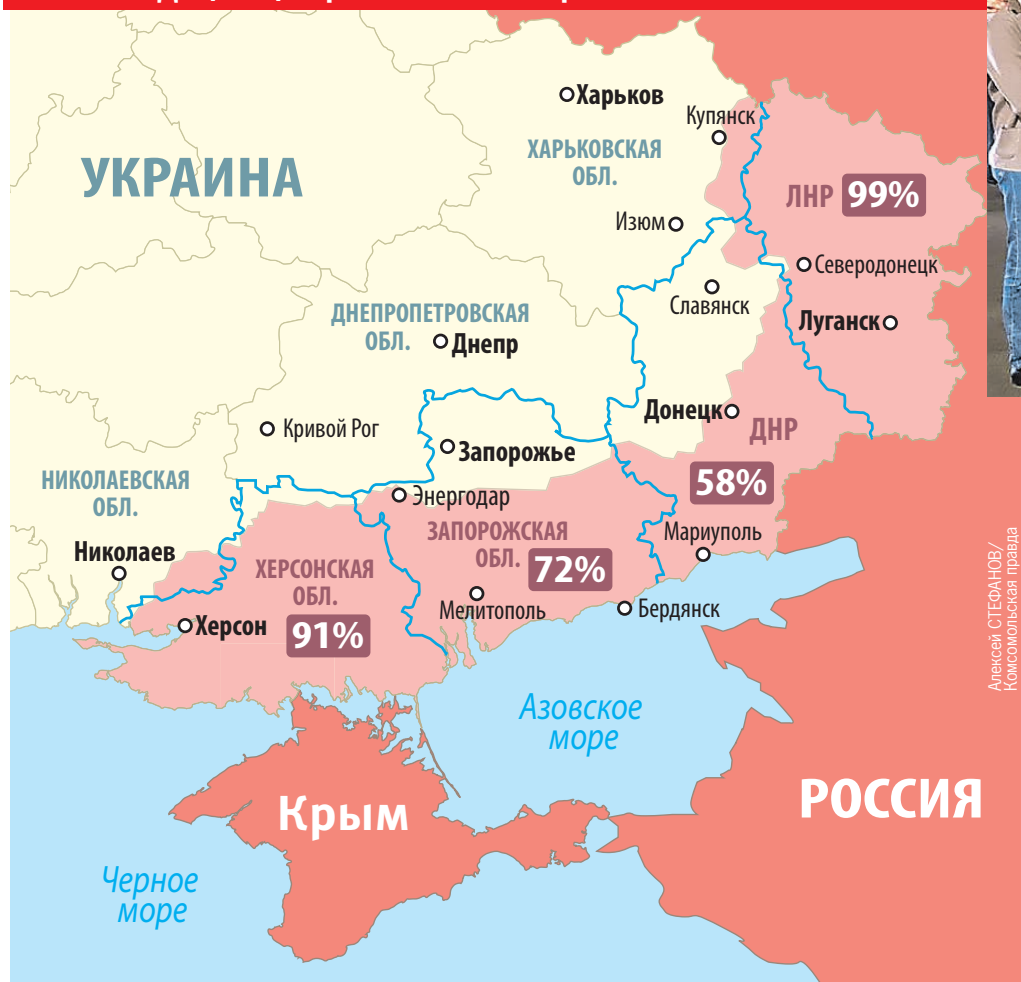 Харьков
Купянск
ХАРЬКОВСКАЯ
ОБЛ.
УКРАИНА
ЛНР 99%
Изюм
Северодонецк
Славянск
ДНЕПРОПЕТРОВСКАЯ
ОБЛ.
Днепр
Луганск
Донецк
ДНР
Кривой Рог
Запорожье
58%
НИКОЛАЕВСКАЯ
ОБЛ.
Энергодар
ЗАПОРОЖСКАЯ
ОБЛ. 72%
Мариуполь
Николаев
ХЕРСОНСКАЯ
ОБЛ.
91%
Мелитополь
Бердянск
Херсон
Азовское
море
Крым
РОССИЯ
Черное
море
Алексей СТЕФАНОВ/
Комсомольская правда